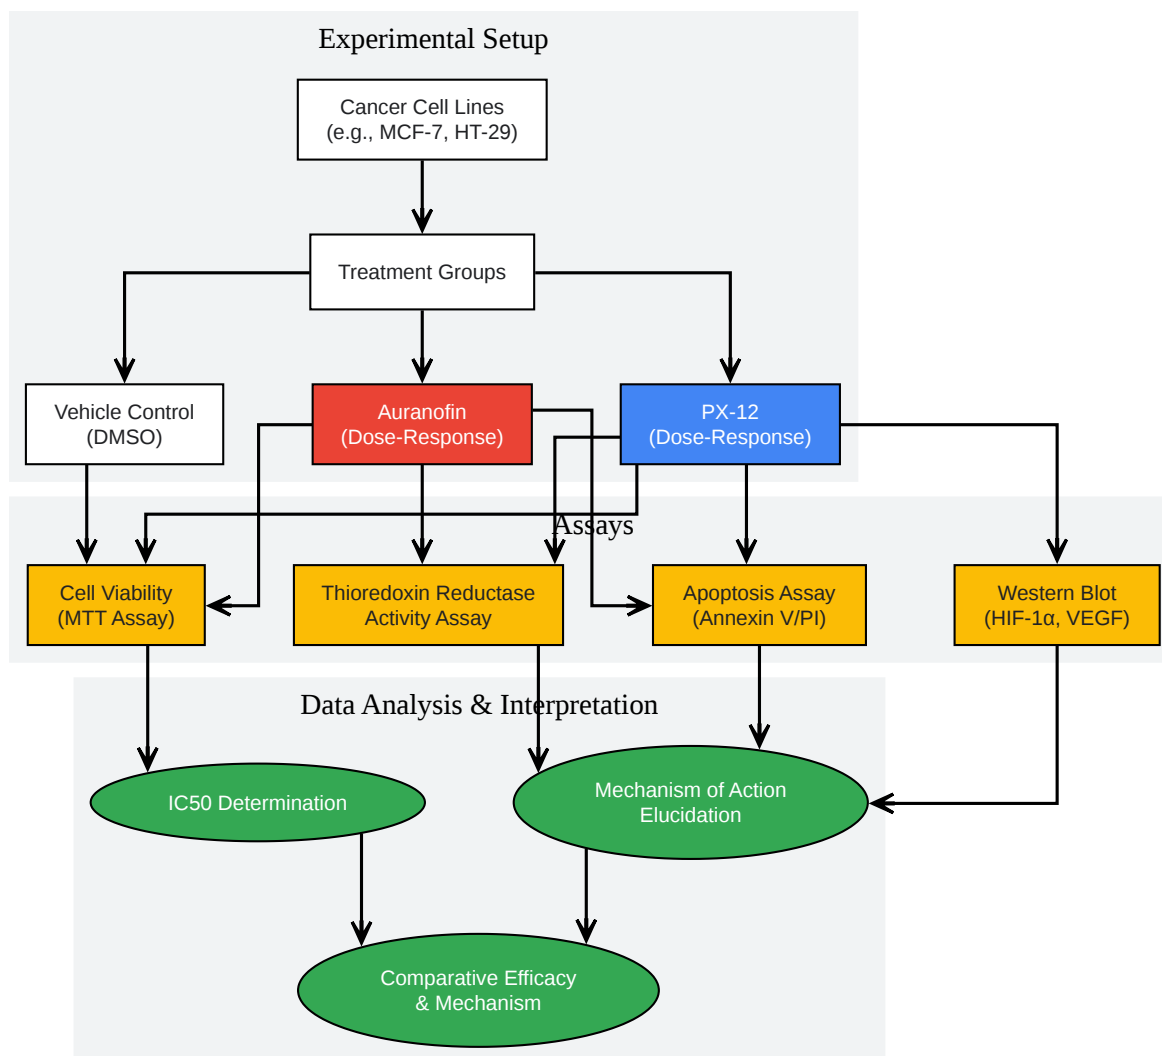 Experimental Setup
Cancer Cell Lines
(e.g., MCF-7, HT-29)
Treatment Groups
Vehicle Control
(DMSO)
Auranofin
(Dose-Response)
PX-12
(Dose-Response)
Assays
Cell Viability
(MTT Assay)
Thioredoxin Reductase
Activity Assay
Apoptosis Assay
(Annexin V/PI)
Western Blot
(HIF-1α, VEGF)
Data Analysis & Interpretation
IC50 Determination
Mechanism of Action
Elucidation
Comparative Efficacy
& Mechanism